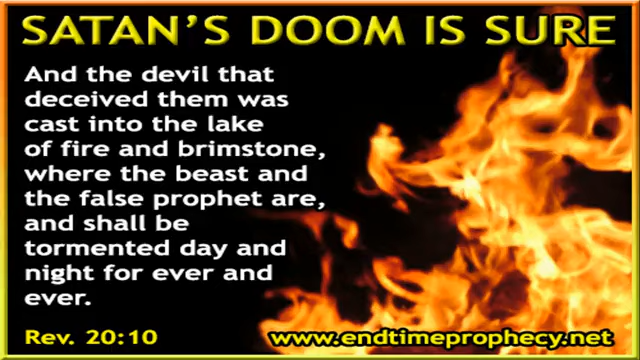 SATAN'S DOOM IS SURE
And the devil that
deceived them was
cast into the lake
of fire and brimstone,
where the beast and
the false prophet are,
and shall be
tormented day and
night for ever and
ever.
Rev. 20:10
www.endtimeprophecy.net